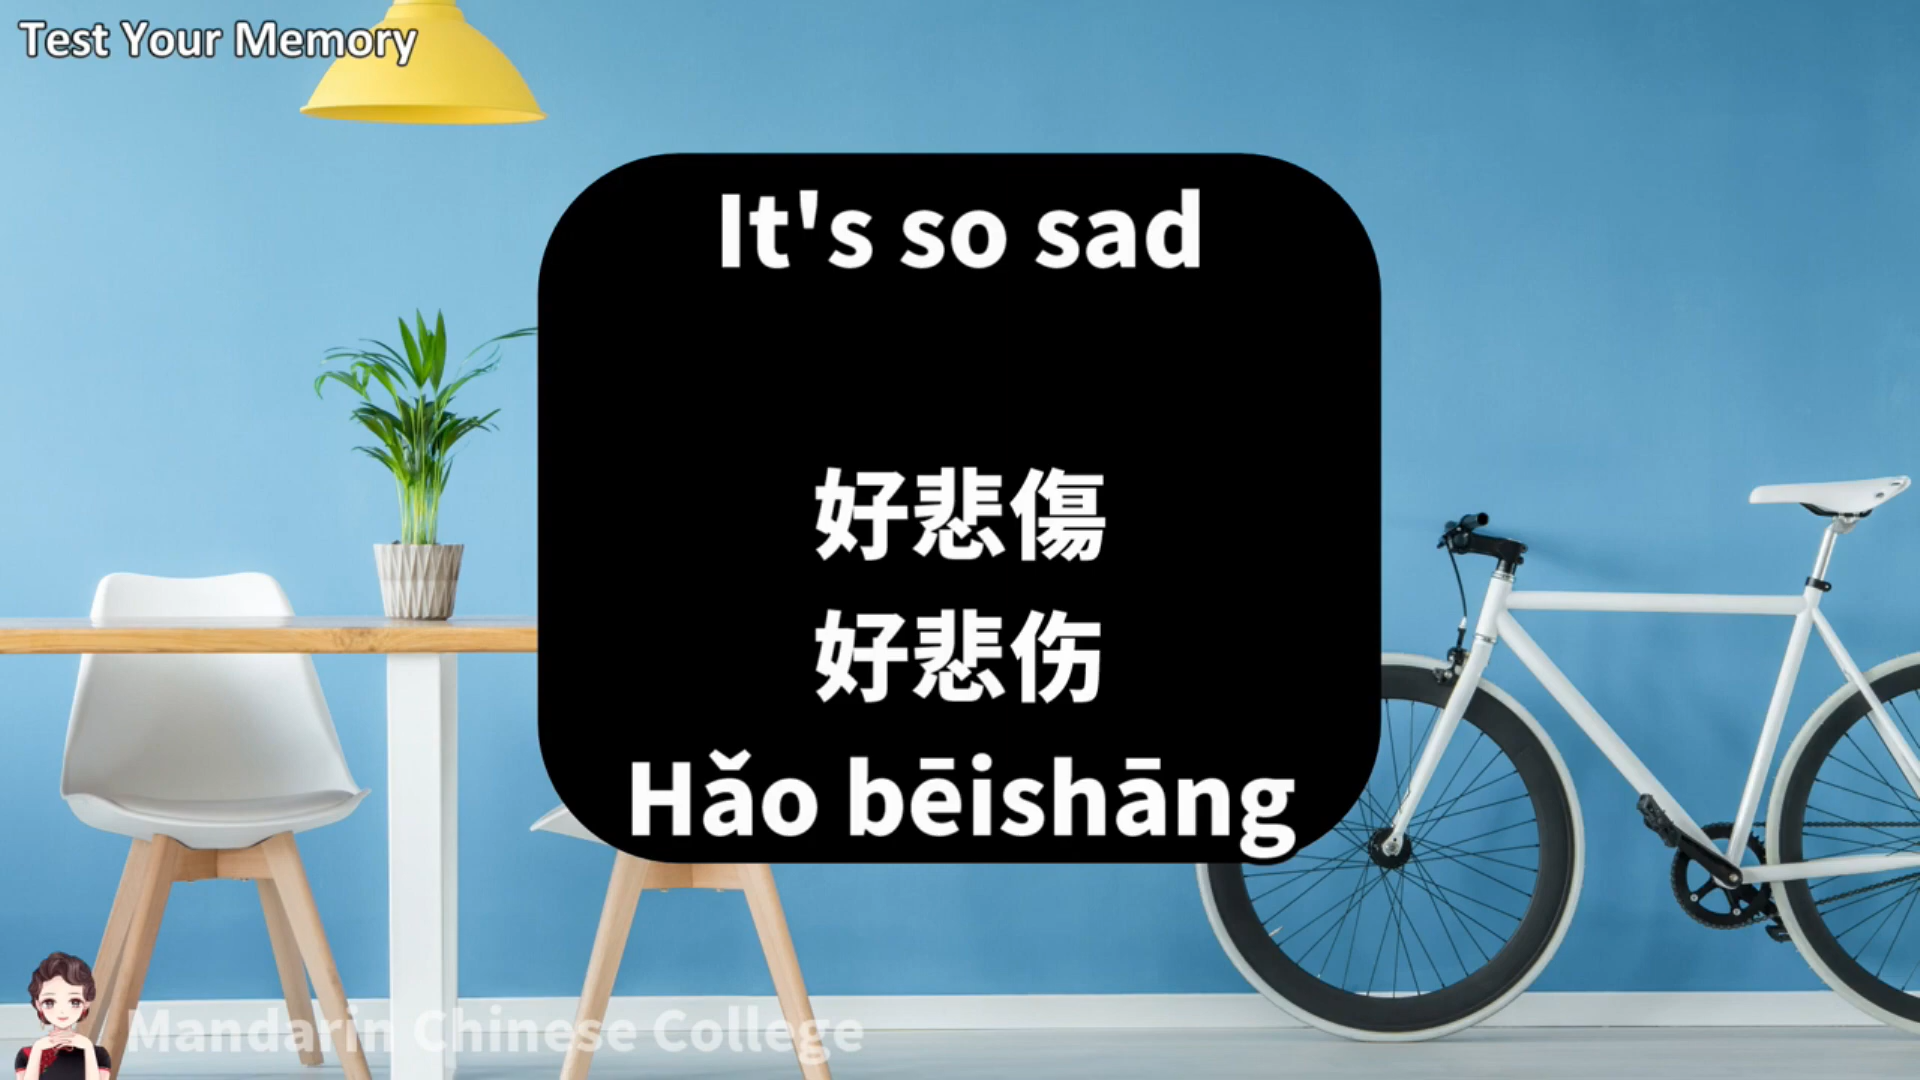 Test Your Memory
It's so sad
好悲傷
好悲伤
Hǎo bēishāng
Mandarin Chinese College